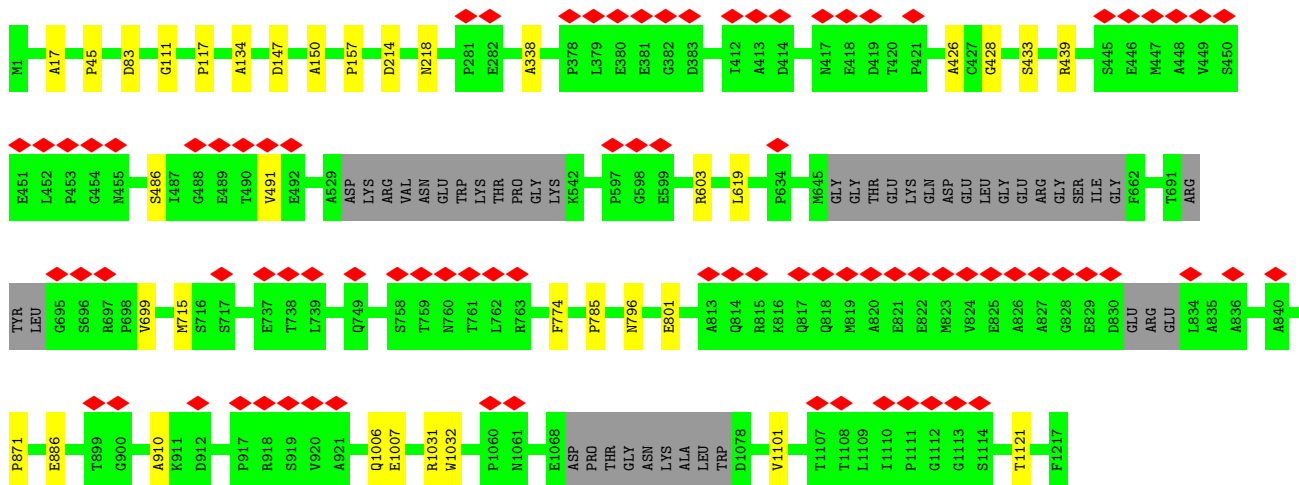 M1 A17 P45 D83 G111 P117 A134 D147 A150 P157 D214 N218 P281 E282 A338 P378 L379 E380 E381 G382 D383 I412 A413 D414 N417 E418 D419 T420 P421 A426 C427 G428 S433 R439 S445 E446 M447 A448 V449 S450
E451 L452 P453 G454 N455 S486 I487 G488 E489 T490 V491 E492 A529 ASP LYS ARG VAL ASN GLU TRP LYS THR PRO GLY LYS K542 P597 G598 E599 R603 L619 P634 M645 GLY GLY THR GLU LYS GLN ASP GLU LEU GLY GLU ARG GLY SER ILE GLY F662 T691 ARG
TYR LEU G695 S696 R697 P698 V699 M715 S716 S717 E737 T738 L739 Q749 S758 T759 N760 T761 L762 R763 F774 P785 N796 E801 A813 Q814 R815 K816 Q817 Q818 M819 A820 E821 E822 M823 V824 E825 A826 A827 G828 E829 D830 GLU ARG GLU L834 A835 A836 A840
P871 E886 T899 G900 A910 K911 D912 P917 R918 S919 V920 A921 Q1006 E1007 R1031 W1032 P1060 N1061 E1068 ASP PRO THR GLY ASN LYS ALA LEU TRP D1078 V1101 T1107 T1108 L1109 I1110 P1111 G1112 G1113 S1114 T1121 F1217